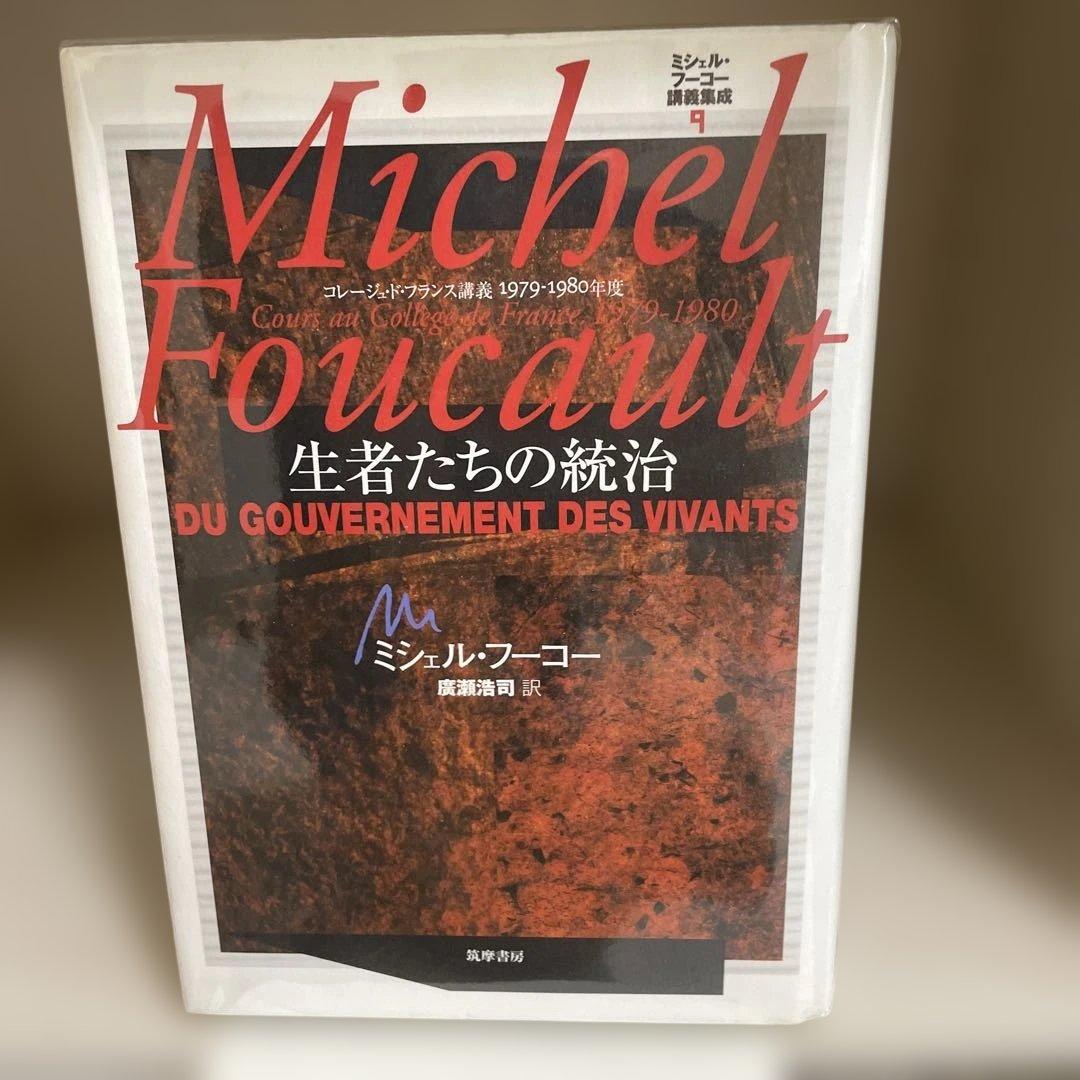 ミシェル・
フーコー
講義集成
9
Michel
コレージュ・ド・フランス講義 1979-1980年度
Cours au Collège de France, 1979-1980
Foucault
生者たちの統治
DU GOUVERNEMENT DES VIVANTS
ミシェル・フーコー
廣瀬浩司 訳
筑摩書房